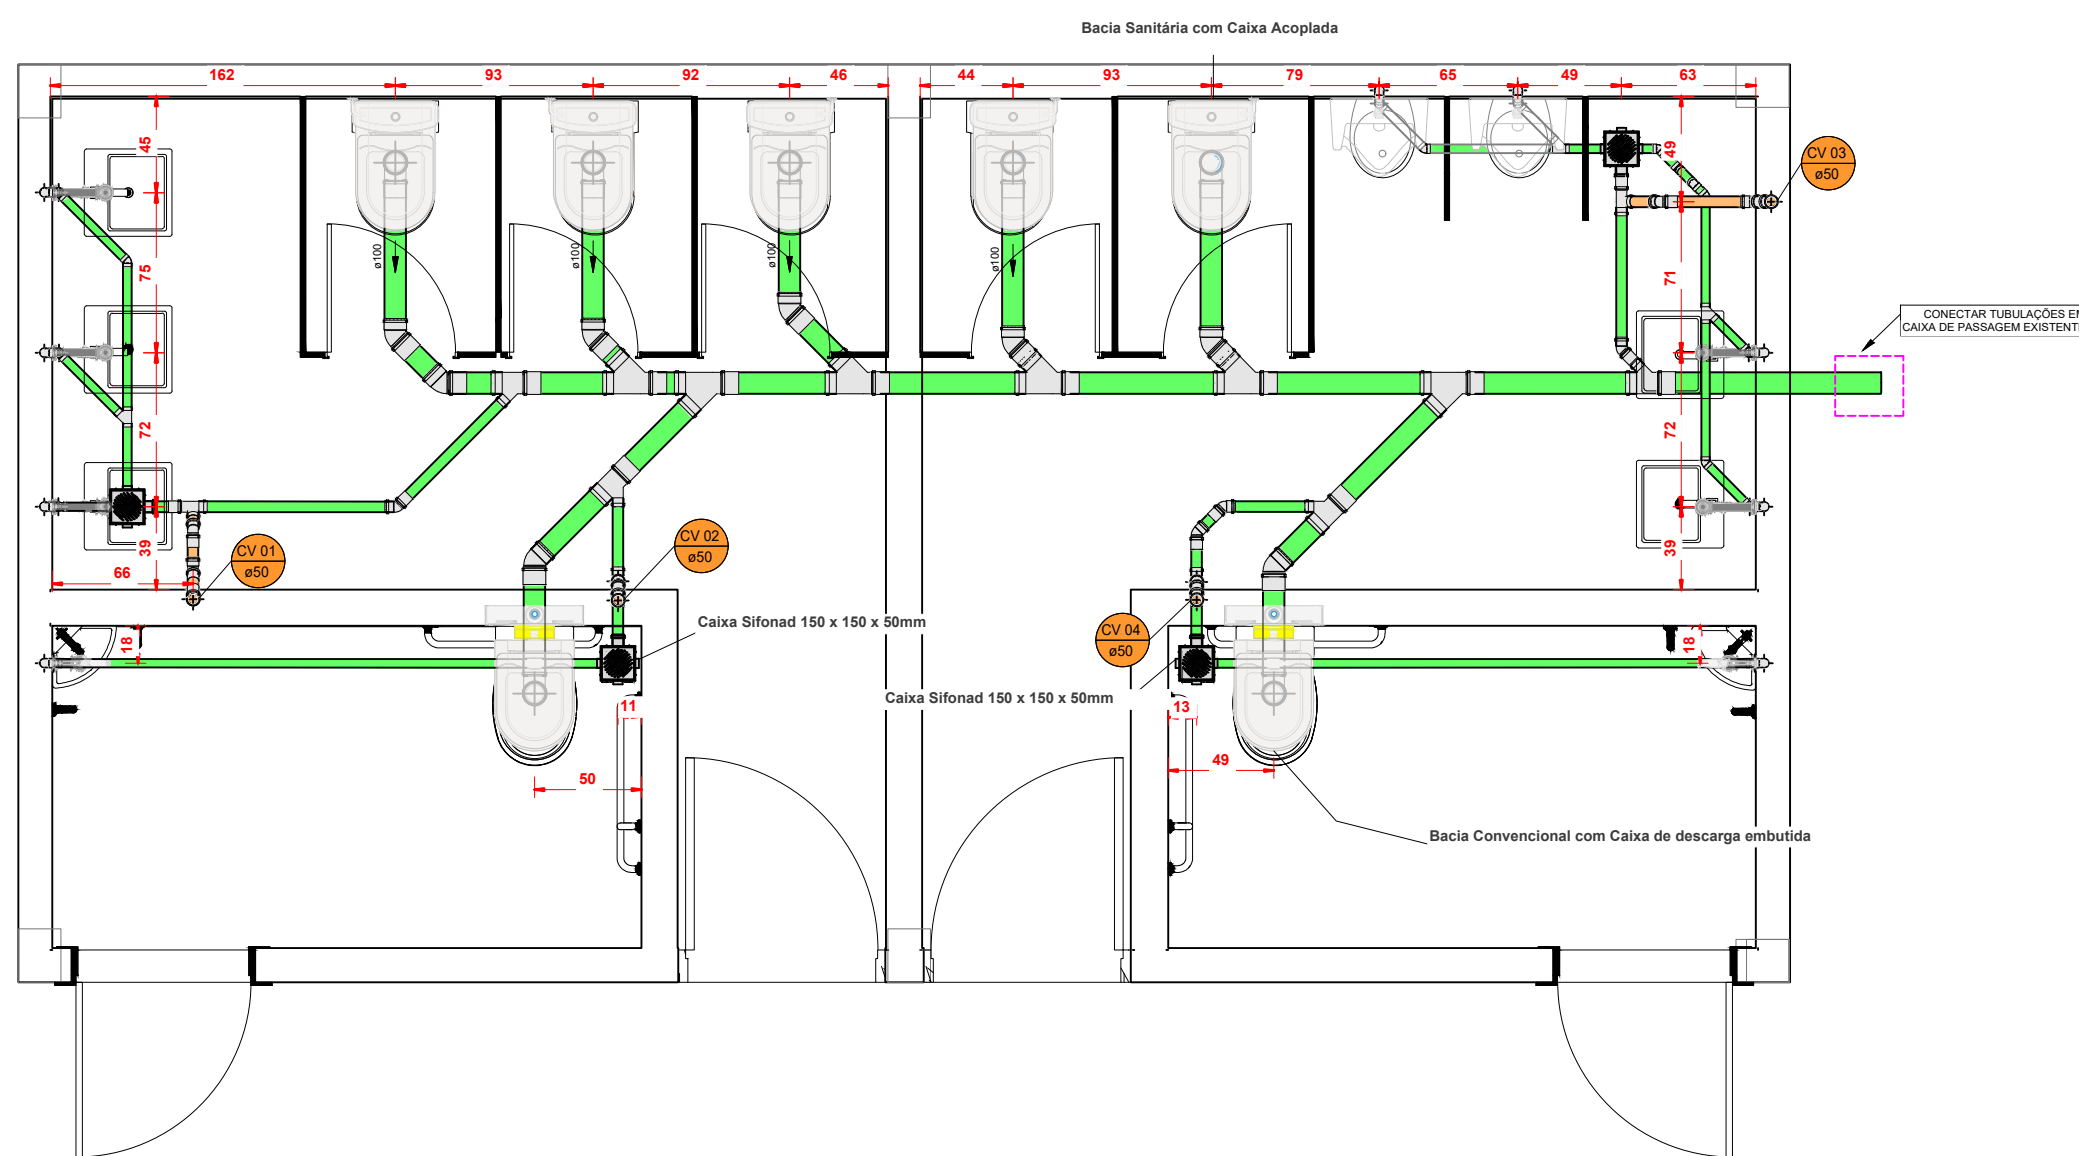 Bacia Sanitária com Caixa Acoplada
162
93
92
46
44
93
79
65
49
63
45
49
CV 03
ø50
75
71
ø100
ø100
ø100
ø100
CONECTAR TUBULAÇÕES EM
CAIXA DE PASSAGEM EXISTENT
72
72
39
39
CV 01
ø50
CV 02
ø50
66
18
Caixa Sifonad 150 x 150 x 50mm
CV 04
ø50
18
Caixa Sifonad 150 x 150 x 50mm
11
13
50
49
Bacia Convencional com Caixa de descarga embutida